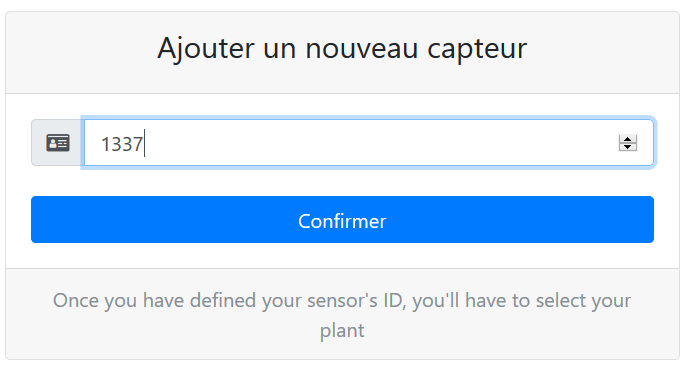 Ajouter un nouveau capteur
1337
Confirmer
Once you have defined your sensor's ID, you'll have to select your
plant